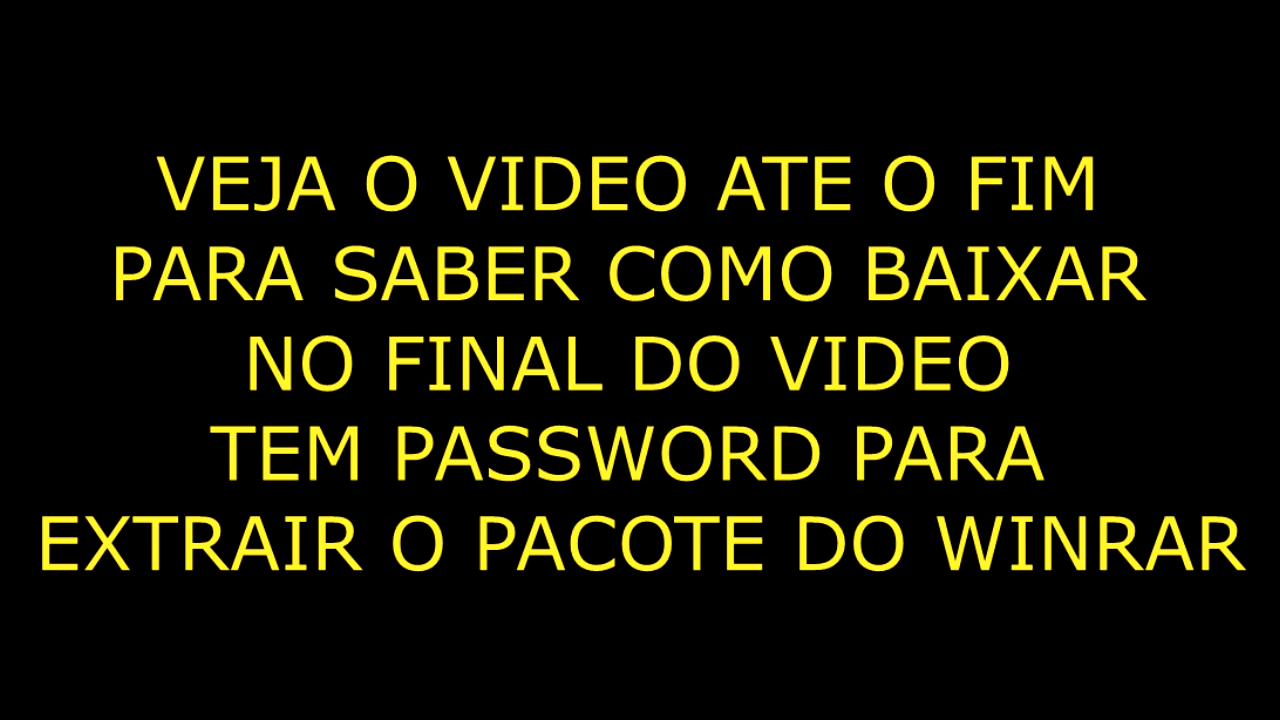 VEJA O VIDEO ATE O FIM
PARA SABER COMO BAIXAR
NO FINAL DO VIDEO
TEM PASSWORD PARA
EXTRAIR O PACOTE DO WINRAR